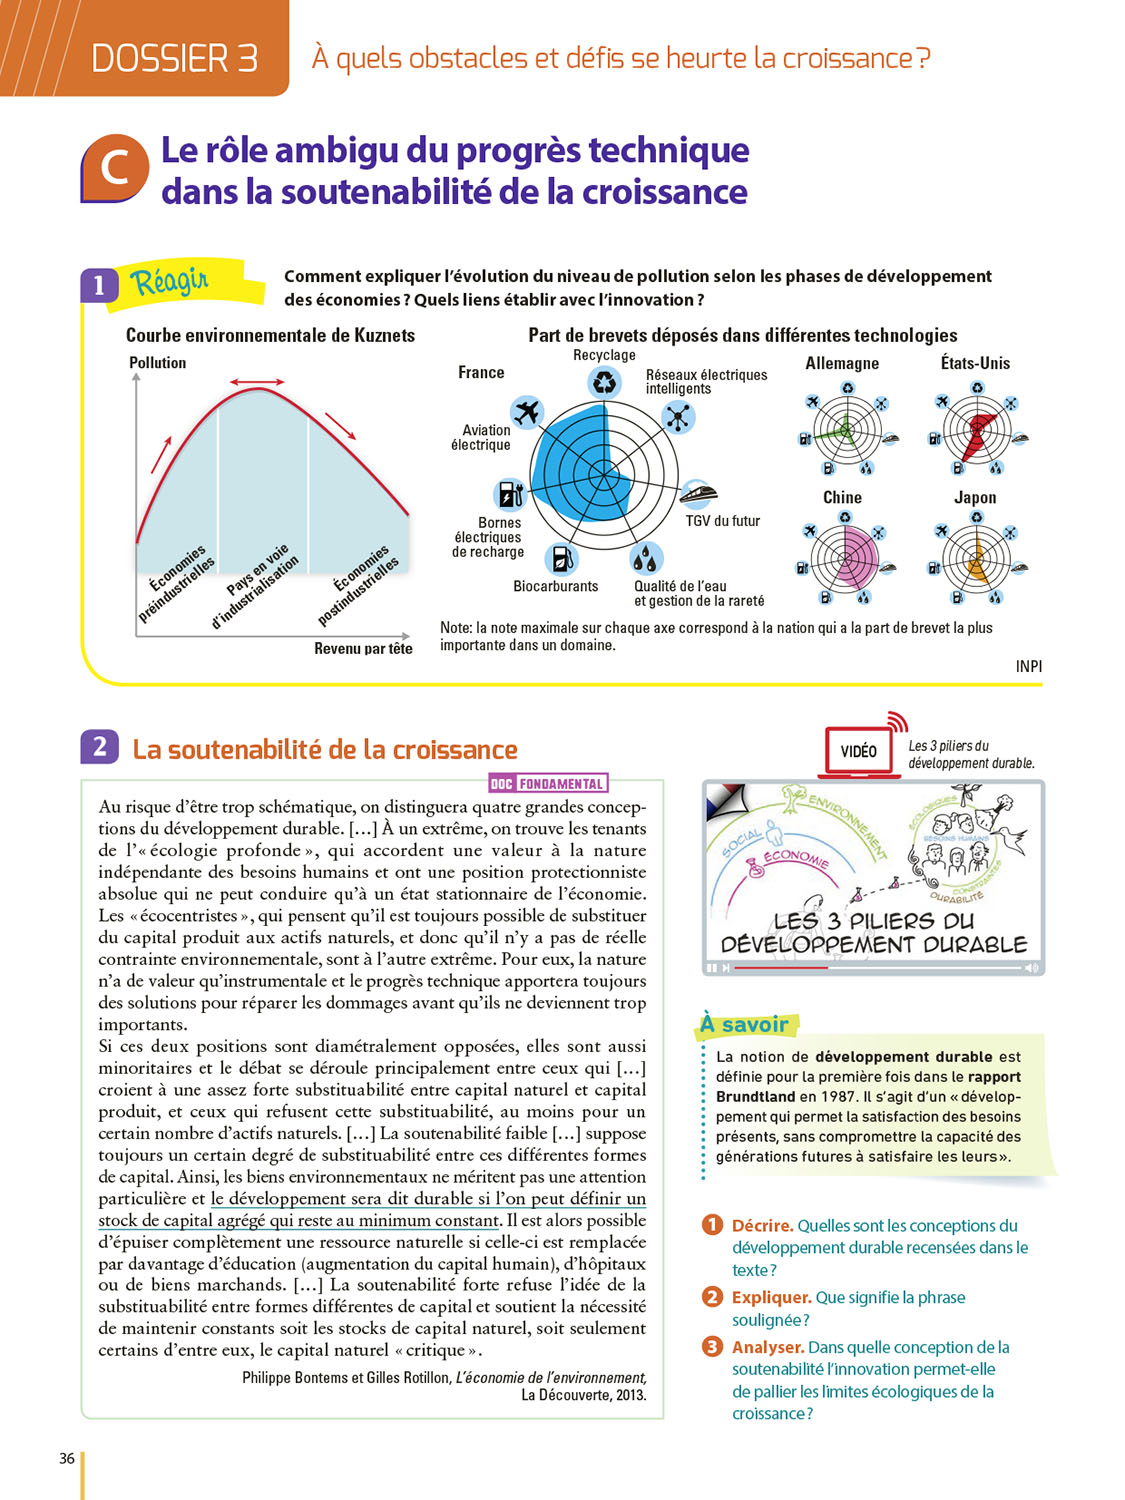 DOSSIER 3
À quels obstacles et défis se heurte la croissance ?
C
Le rôle ambigu du progrès technique
dans la soutenabilité de la croissance
1
Réagir
Comment expliquer l'évolution du niveau de pollution selon les phases de développement
des économies ? Quels liens établir avec l'innovation ?
Courbe environnementale de Kuznets
Pollution
Économies
préindustrielles
Pays en voie
d'industrialisation
Économies
postindustrielles
Revenu par tête
Part de brevets déposés dans différentes technologies
France
Recyclage
Réseaux électriques
intelligents
Aviation
électrique
Bornes
électriques
de recharge
TGV du futur
Biocarburants
Qualité de l'eau
et gestion de la rareté
Allemagne
États-Unis
Chine
Japon
Note: la note maximale sur chaque axe correspond à la nation qui a la part de brevet la plus
importante dans un domaine.
INPI
2
La soutenabilité de la croissance
DOC FONDAMENTAL
Au risque d'être trop schématique, on distinguera quatre grandes concep-
tions du développement durable. […] À un extrême, on trouve les tenants
de l'« écologie profonde », qui accordent une valeur à la nature
indépendante des besoins humains et ont une position protectionniste
absolue qui ne peut conduire qu'à un état stationnaire de l'économie.
Les « écocentristes », qui pensent qu'il est toujours possible de substituer
du capital produit aux actifs naturels, et donc qu'il n'y a pas de réelle
contrainte environnementale, sont à l'autre extrême. Pour eux, la nature
n'a de valeur qu'instrumentale et le progrès technique apportera toujours
des solutions pour réparer les dommages avant qu'ils ne deviennent trop
importants.
Si ces deux positions sont diamétralement opposées, elles sont aussi
minoritaires et le débat se déroule principalement entre ceux qui […]
croient à une assez forte substituabilité entre capital naturel et capital
produit, et ceux qui refusent cette substituabilité, au moins pour un
certain nombre d'actifs naturels. […] La soutenabilité faible […] suppose
toujours un certain degré de substituabilité entre ces différentes formes
de capital. Ainsi, les biens environnementaux ne méritent pas une attention
particulière et le développement sera dit durable si l'on peut définir un
stock de capital agrégé qui reste au minimum constant. Il est alors possible
d'épuiser complètement une ressource naturelle si celle-ci est remplacée
par davantage d'éducation (augmentation du capital humain), d'hôpitaux
ou de biens marchands. […] La soutenabilité forte refuse l'idée de la
substituabilité entre formes différentes de capital et soutient la nécessité
de maintenir constants soit les stocks de capital naturel, soit seulement
certains d'entre eux, le capital naturel « critique ».
Philippe Bontems et Gilles Rotillon, L'économie de l'environnement,
La Découverte, 2013.
VIDÉO
Les 3 piliers du
développement durable.
ENVIRONNEMENT
SOCIAL
ÉCONOMIE
ÉCOLOGIQUES
BESOINS HUMAINS
CONTRAINTES
DURABILITÉ
LES 3 PILIERS DU
DÉVELOPPEMENT DURABLE
À savoir
La notion de développement durable est
définie pour la première fois dans le rapport
Brundtland en 1987. Il s'agit d'un « dévelop-
pement qui permet la satisfaction des besoins
présents, sans compromettre la capacité des
générations futures à satisfaire les leurs».
1 Décrire. Quelles sont les conceptions du
développement durable recensées dans le
texte ?
2 Expliquer. Que signifie la phrase
soulignée ?
3 Analyser. Dans quelle conception de la
soutenabilité l'innovation permet-elle
de pallier les limites écologiques de la
croissance ?
36